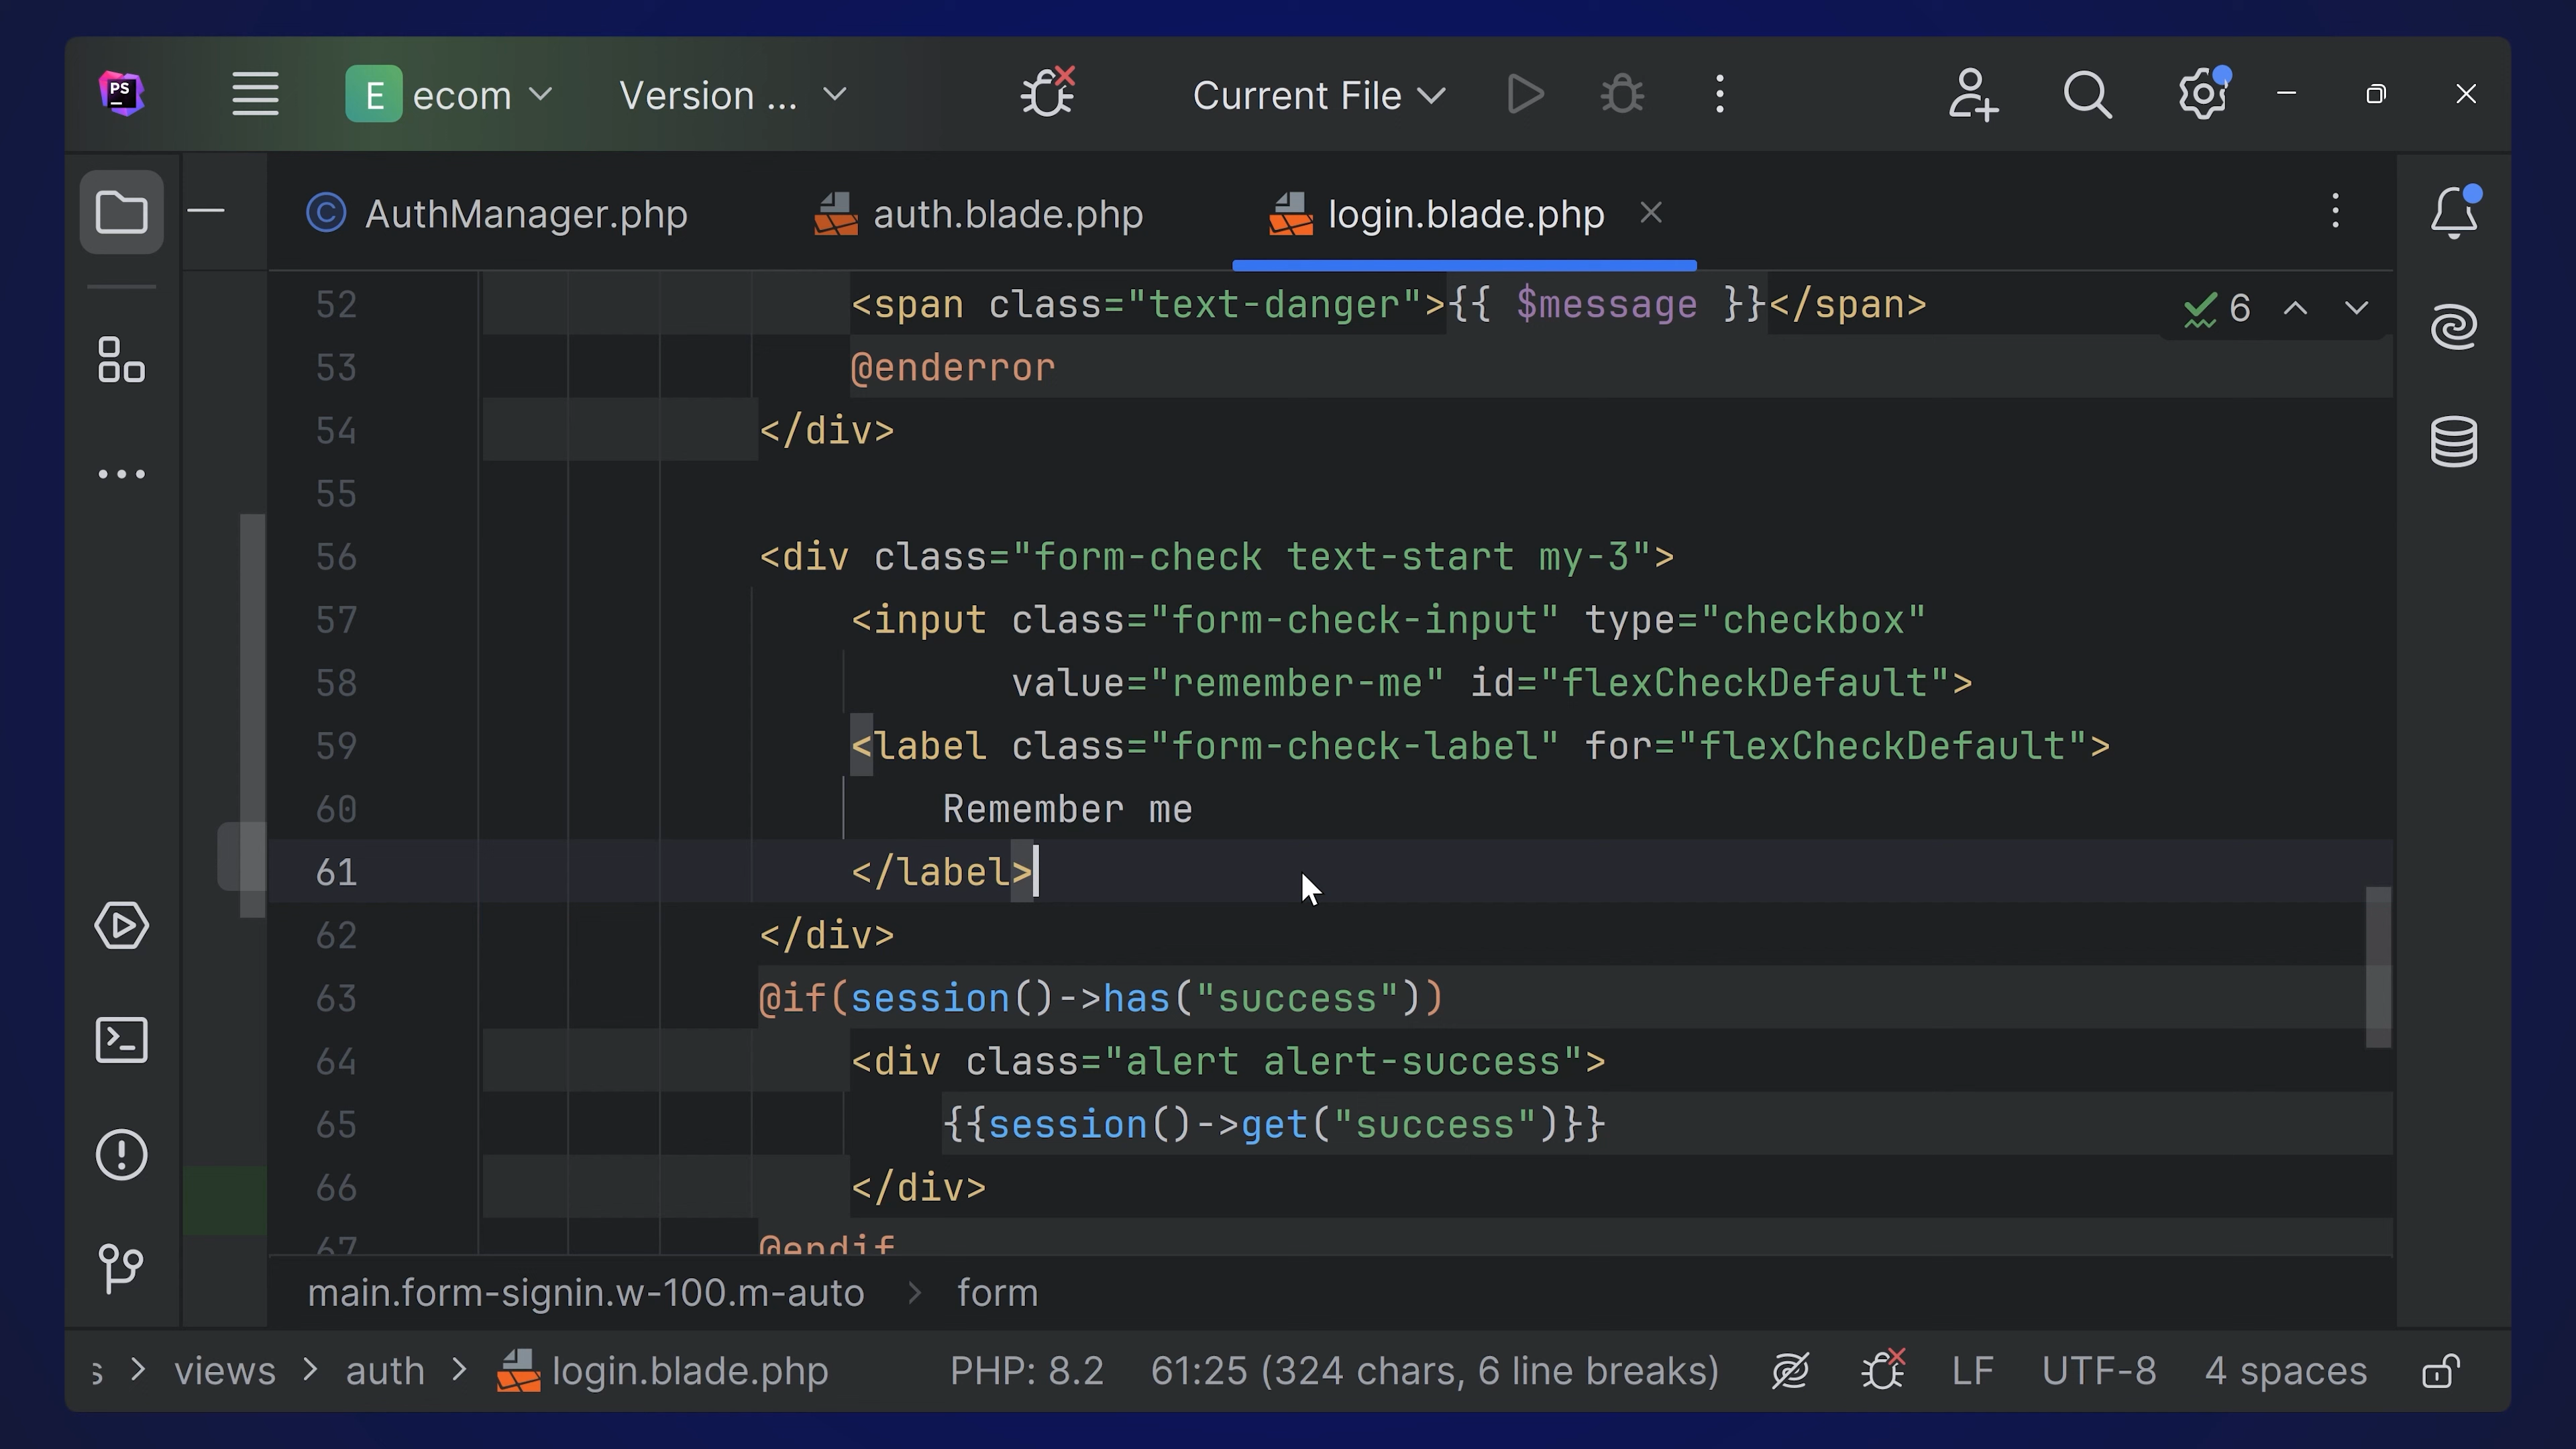 PS
E ecom Version ... Current File
AuthManager.php auth.blade.php login.blade.php
52 <span class="text-danger">{{ $message }}</span>
6
53 @enderror
54 </div>
55
56 <div class="form-check text-start my-3">
57 <input class="form-check-input" type="checkbox"
58 value="remember-me" id="flexCheckDefault">
59 <label class="form-check-label" for="flexCheckDefault">
60 Remember me
61 </label>
62 </div>
63 @if(session()->has("success"))
64 <div class="alert alert-success">
65 {{session()->get("success")}}
66 </div>
67 @endif
main.form-signin.w-100.m-auto > form
s > views > auth > login.blade.php PHP: 8.2 61:25 (324 chars, 6 line breaks) LF UTF-8 4 spaces